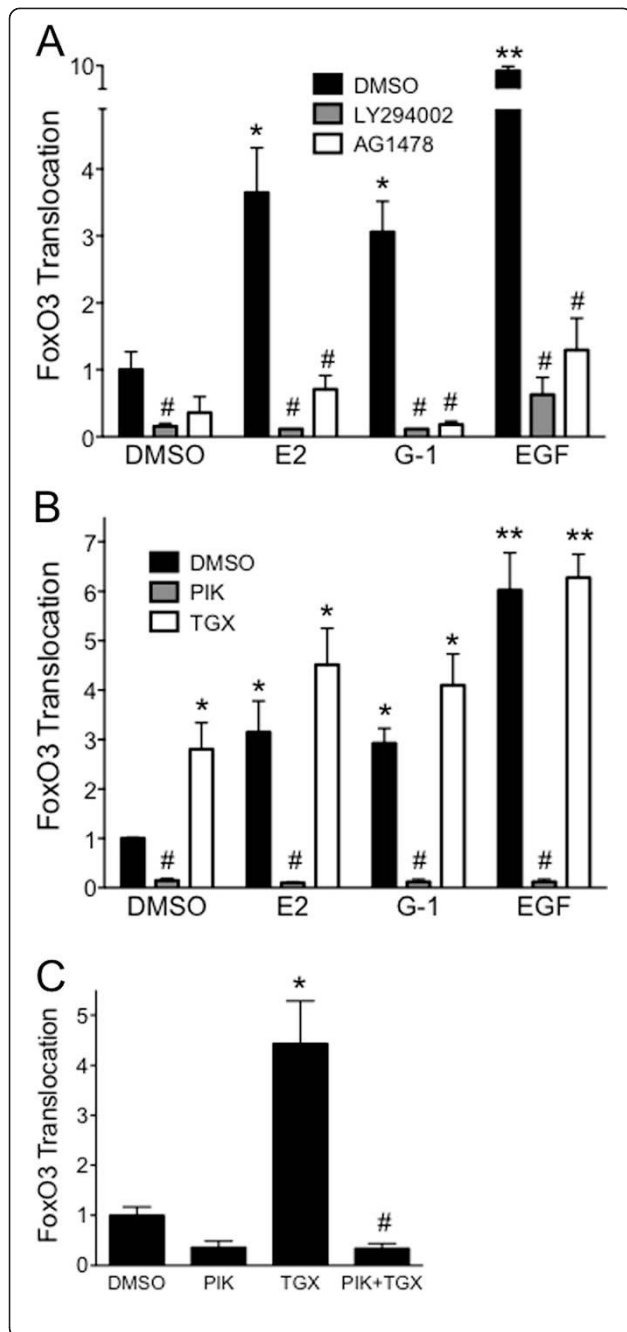 A
FoxO3 Translocation
10
4
3
2
1
0
DMSO
LY294002
AG1478
*
*
**
#
#
#
#
#
#
#
DMSO
E2
G-1
EGF
B
FoxO3 Translocation
7
6
5
4
3
2
1
0
DMSO
PIK
TGX
*
*
*
*
*
**
**
#
#
#
#
DMSO
E2
G-1
EGF
C
FoxO3 Translocation
5
4
3
2
1
0
*
#
DMSO
PIK
TGX
PIK+TGX